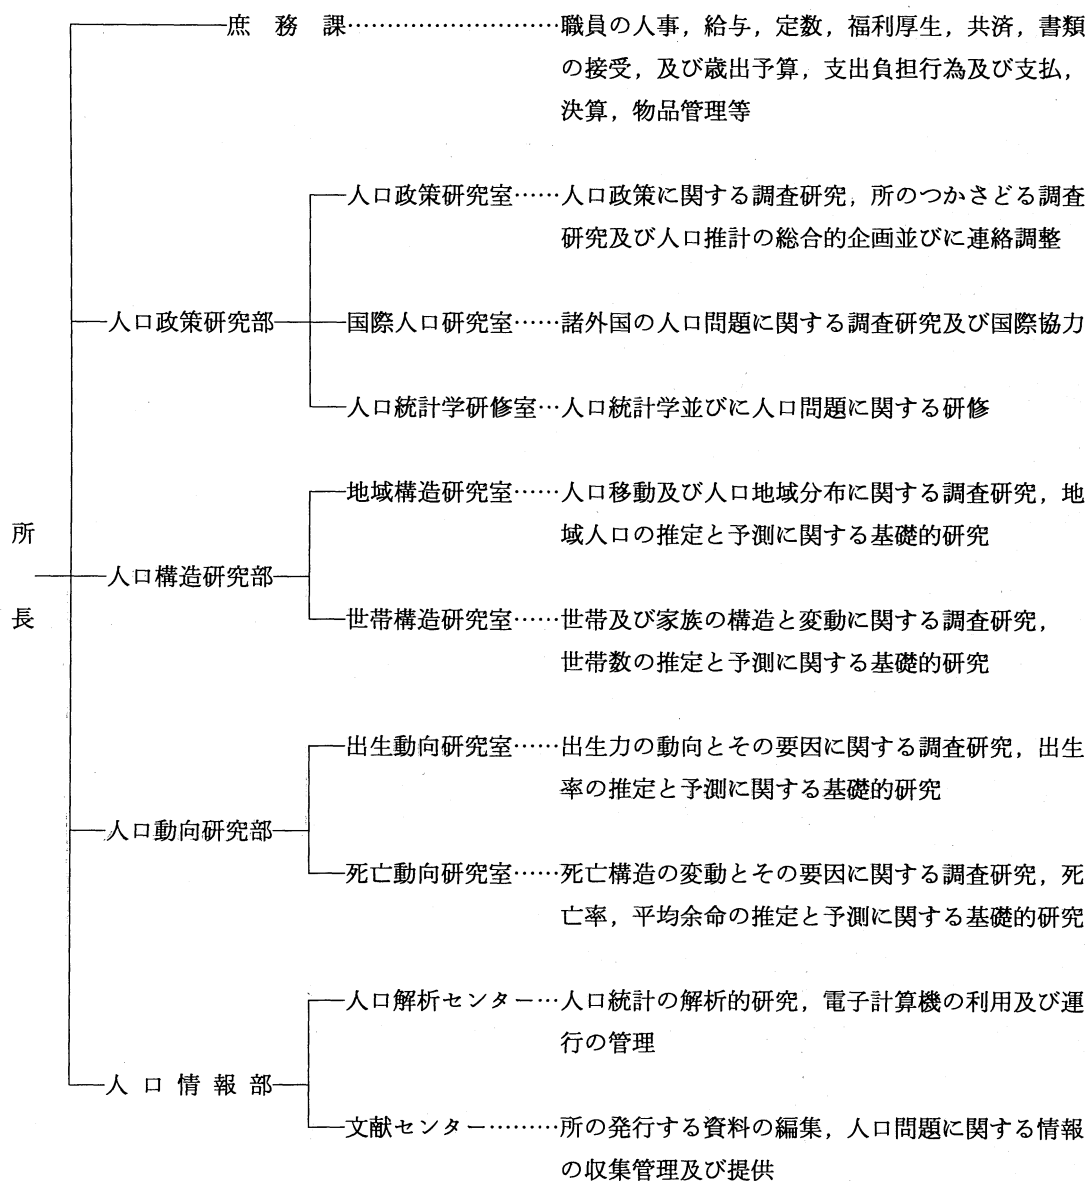 庶務課…………………………職員の人事，給与，定数，福利厚生，共済，書類
の接受，及び歳出予算，支出負担行為及び支払，
決算，物品管理等
人口政策研究室……人口政策に関する調査研究，所のつかさどる調査
研究及び人口推計の総合的企画並びに連絡調整
人口政策研究部
国際人口研究室……諸外国の人口問題に関する調査研究及び国際協力
人口統計学研修室…人口統計学並びに人口問題に関する研修
地域構造研究室……人口移動及び人口地域分布に関する調査研究，地
域人口の推定と予測に関する基礎的研究
所長
人口構造研究部
世帯構造研究室……世帯及び家族の構造と変動に関する調査研究，
世帯数の推定と予測に関する基礎的研究
出生動向研究室……出生力の動向とその要因に関する調査研究，出生
率の推定と予測に関する基礎的研究
人口動向研究部
死亡動向研究室……死亡構造の変動とその要因に関する調査研究，死
亡率，平均余命の推定と予測に関する基礎的研究
人口解析センター…人口統計の解析的研究，電子計算機の利用及び運
行の管理
人口情報部
文献センター………所の発行する資料の編集，人口問題に関する情報
の収集管理及び提供